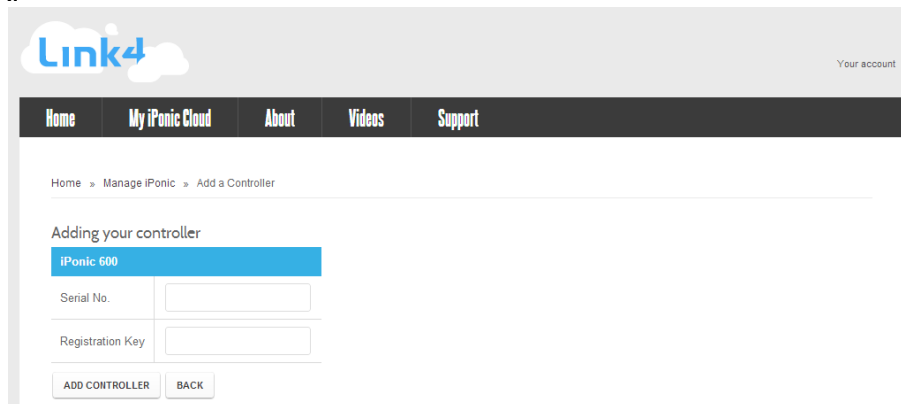 Link4
Your account
Home My iPonic Cloud About Videos Support
Home » Manage iPonic » Add a Controller
Adding your controller
iPonic 600
Serial No.
Registration Key
ADD CONTROLLER BACK